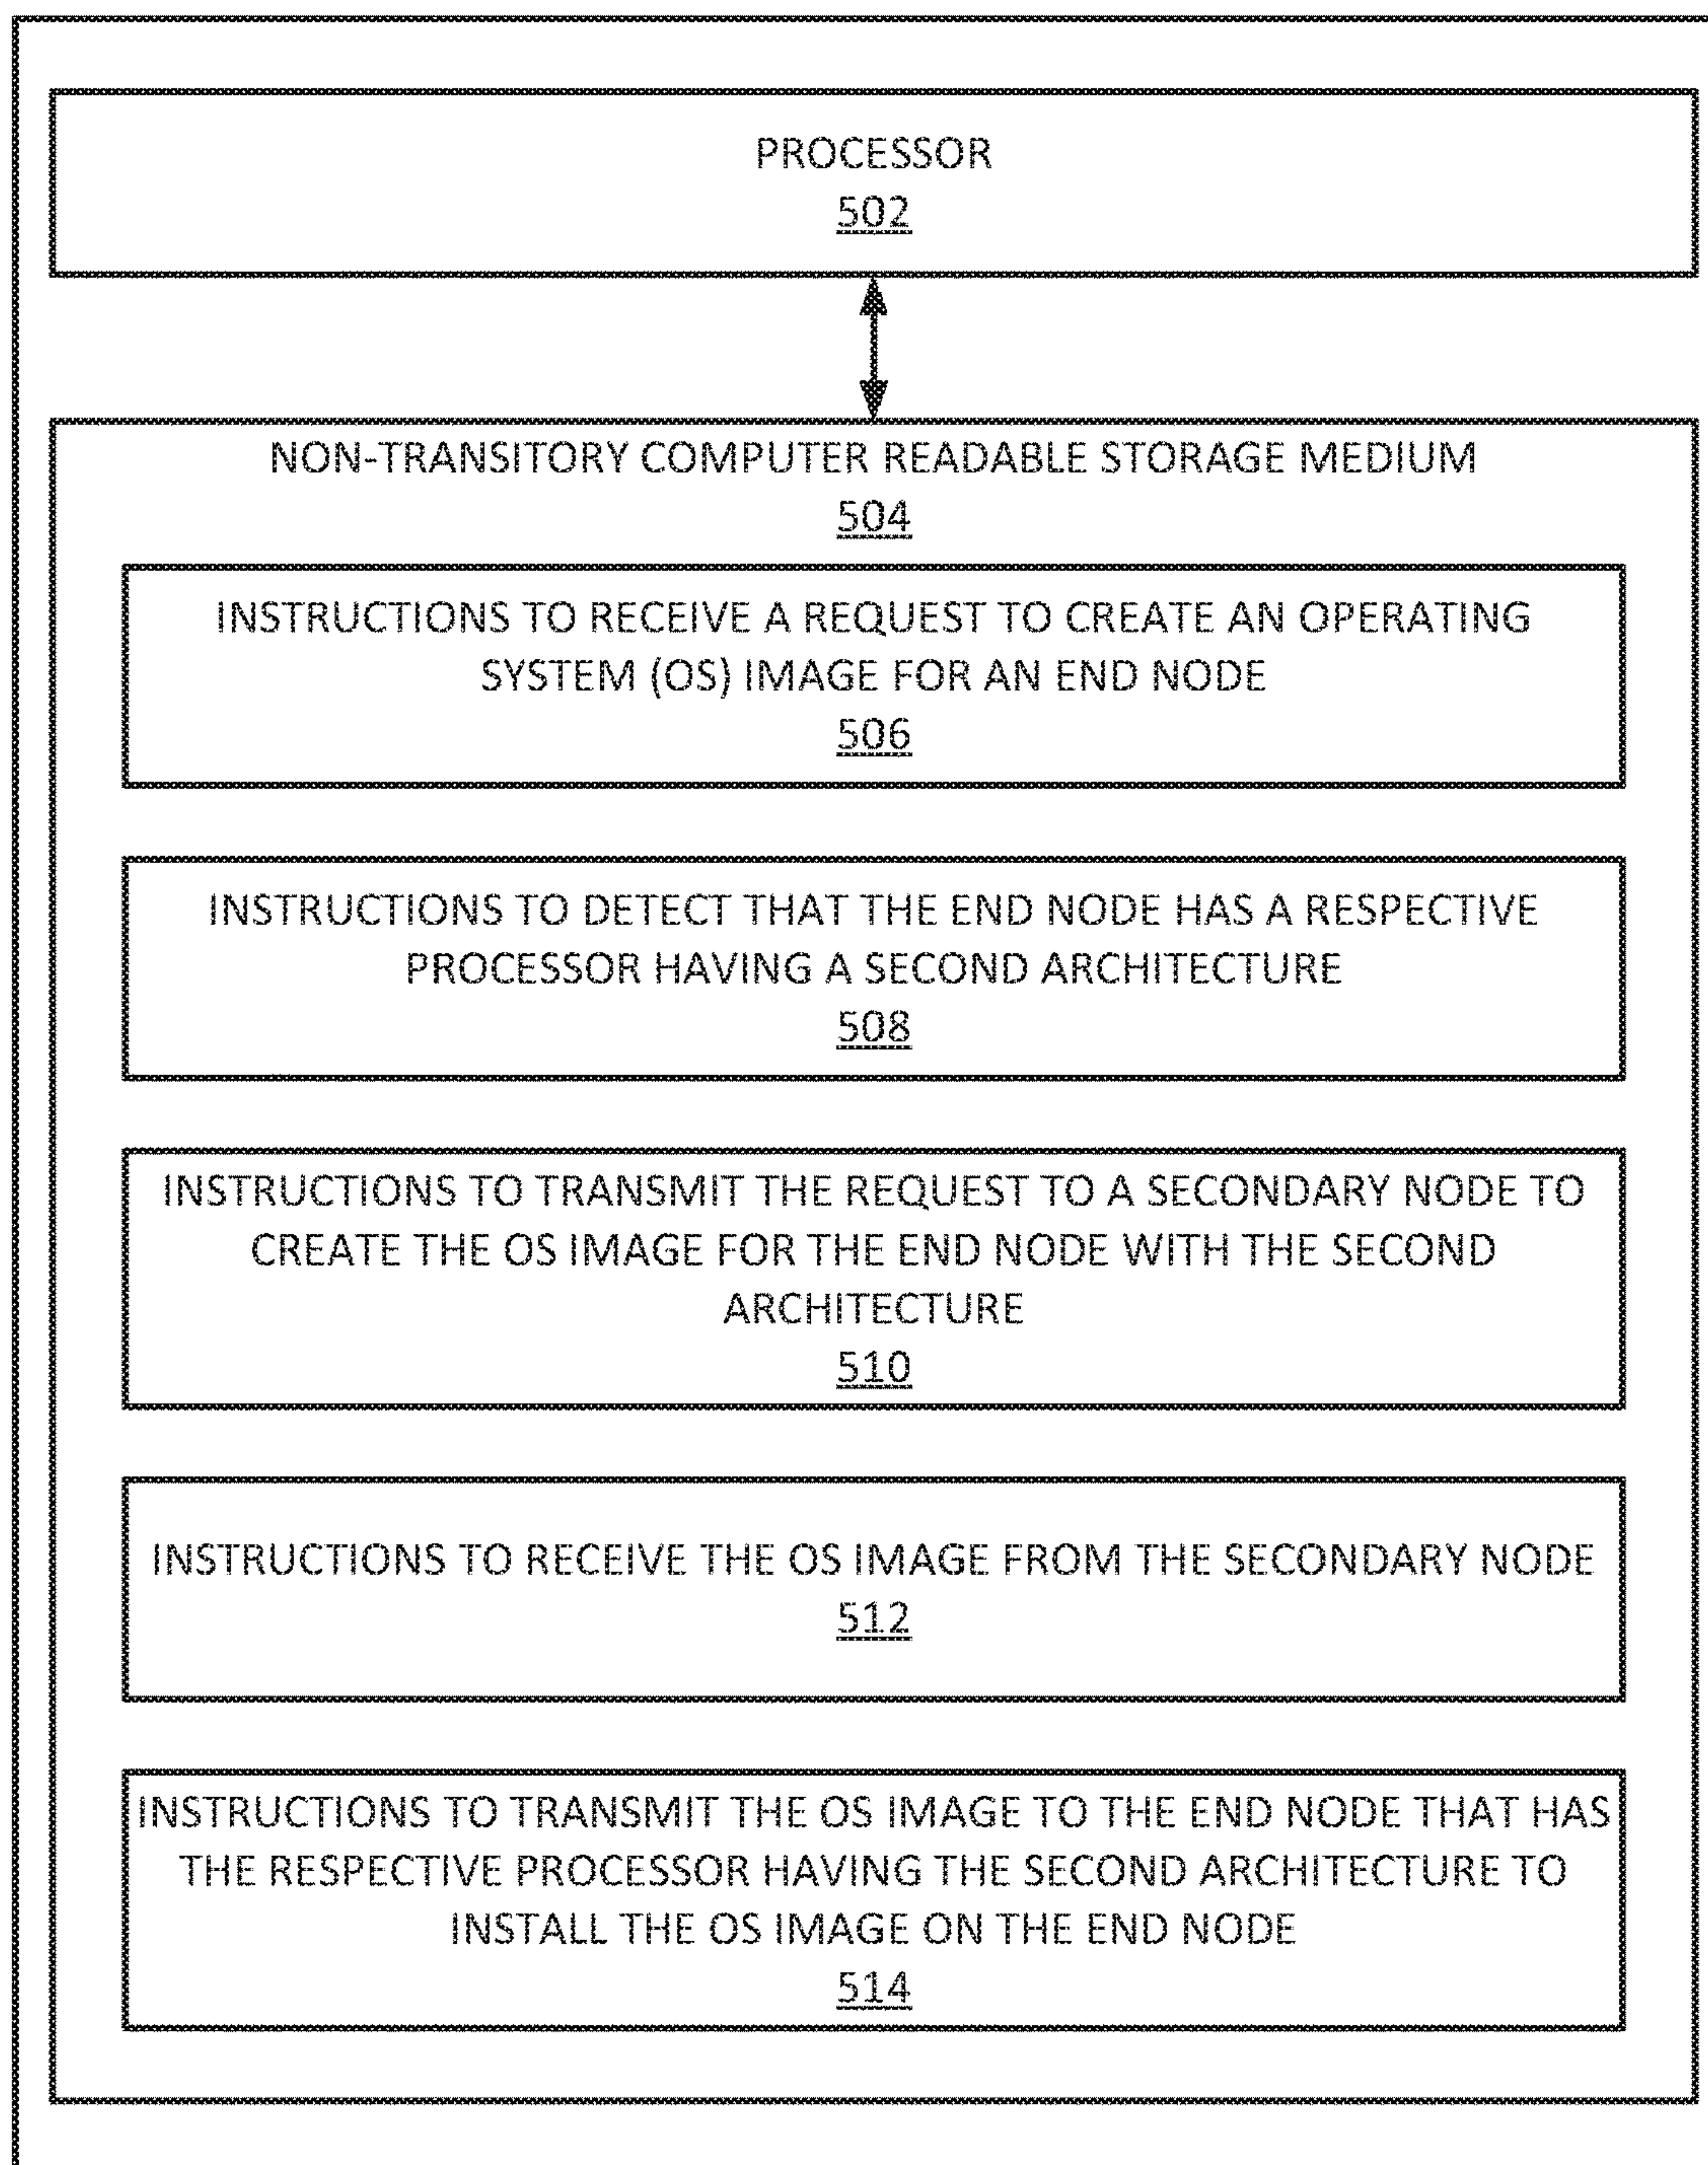 PROCESSOR
502
NON-TRANSITORY COMPUTER READABLE STORAGE MEDIUM
504
INSTRUCTIONS TO RECEIVE A REQUEST TO CREATE AN OPERATING
SYSTEM (OS) IMAGE FOR AN END NODE
506
INSTRUCTIONS TO DETECT THAT THE END NODE HAS A RESPECTIVE
PROCESSOR HAVING A SECOND ARCHITECTURE
508
INSTRUCTIONS TO TRANSMIT THE REQUEST TO A SECONDARY NODE TO
CREATE THE OS IMAGE FOR THE END NODE WITH THE SECOND
ARCHITECTURE
510
INSTRUCTIONS TO RECEIVE THE OS IMAGE FROM THE SECONDARY NODE
512
INSTRUCTIONS TO TRANSMIT THE OS IMAGE TO THE END NODE THAT HAS
THE RESPECTIVE PROCESSOR HAVING THE SECOND ARCHITECTURE TO
INSTALL THE OS IMAGE ON THE END NODE
514